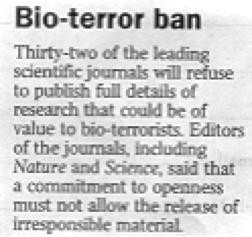 Bio-terror ban
Thirty-two of the leading
scientific journals will refuse
to publish full details of
research that could be of
value to bio-terrorists. Editors
of the journals, including
Nature and Science, said that
a commitment to openness
must not allow the release of
irresponsible material.